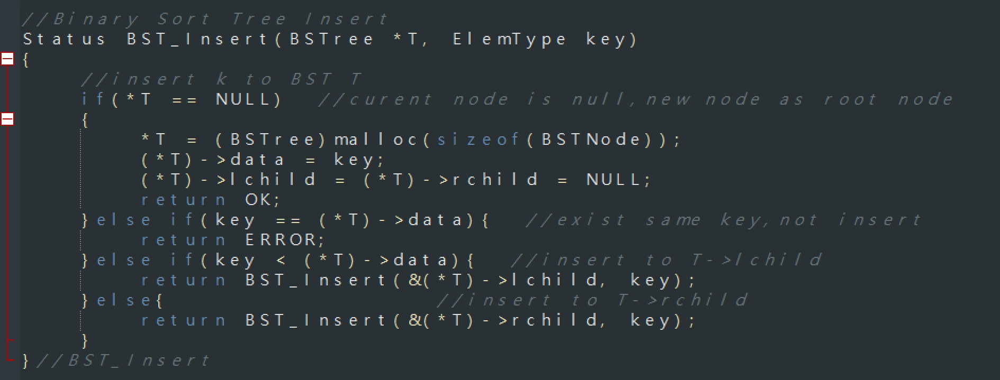 //Binary Sort Tree Insert
Status BST_Insert(BSTree *T, ElemType key)
{
    //insert k to BST T
    if(*T == NULL)  //curent node is null,new node as root node
    {
        *T = (BSTree)malloc(sizeof(BSTNode));
        (*T)->data = key;
        (*T)->lchild = (*T)->rchild = NULL;
        return OK;
    }else if(key == (*T)->data){  //exist same key,not insert
        return ERROR;
    }else if(key < (*T)->data){  //insert to T->lchild
        return BST_Insert(&(*T)->lchild, key);
    }else{                  //insert to T->rchild
        return BST_Insert(&(*T)->rchild, key);
    }
}//BST_Insert